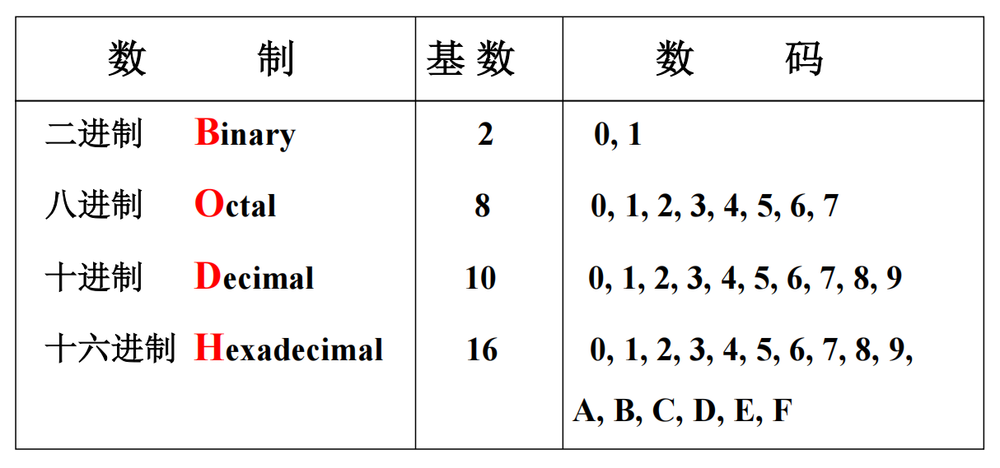 数 制 基 数 数 码
二进制 Binary 2 0, 1
八进制 Octal 8 0, 1, 2, 3, 4, 5, 6, 7
十进制 Decimal 10 0, 1, 2, 3, 4, 5, 6, 7, 8, 9
十六进制 Hexadecimal 16 0, 1, 2, 3, 4, 5, 6, 7, 8, 9,
A, B, C, D, E, F